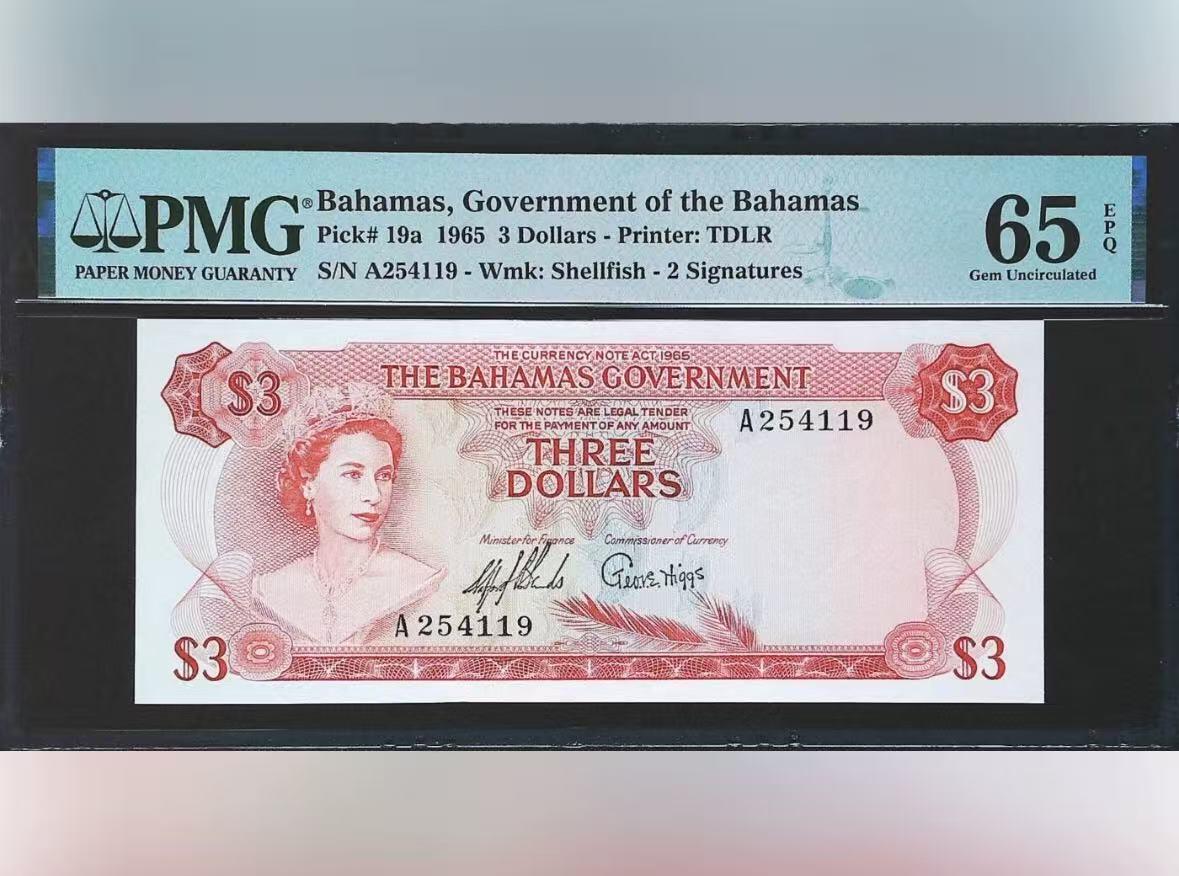 PMG®
PAPER MONEY GUARANTY
Bahamas, Government of the Bahamas
Pick# 19a 1965 3 Dollars - Printer: TDLR
S/N A254119 - Wmk: Shellfish - 2 Signatures
65 EPQ
Gem Uncirculated
THE CURRENCY NOTE ACT 1965
THE BAHAMAS GOVERNMENT
$3
$3
THESE NOTES ARE LEGAL TENDER
FOR THE PAYMENT OF ANY AMOUNT
A254119
THREE
DOLLARS
Minister for Finance
Commissioner of Currency
Geo. Higgs
A254119
$3
$3